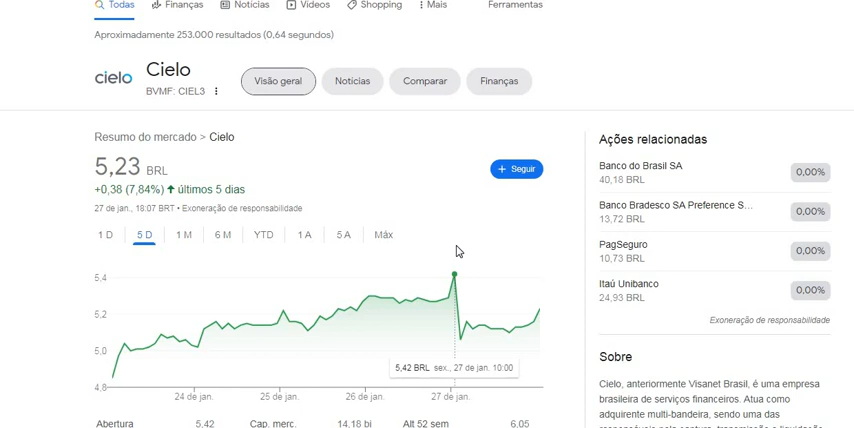 Todas Finanças Notícias Vídeos Shopping Mais Ferramentas
Aproximadamente 253.000 resultados (0,64 segundos)
cielo
Cielo
BVMF: CIEL3
Visão geral Notícias Comparar Finanças
Resumo do mercado > Cielo
5,23 BRL
+ Seguir
+0,38 (7,84%) últimos 5 dias
27 de jan., 18:07 BRT • Exoneração de responsabilidade
1 D 5 D 1 M 6 M YTD 1 A 5 A Máx
5,4
5,2
5,0
4,8
5,42 BRL sex., 27 de jan. 10:00
24 de jan. 25 de jan. 26 de jan. 27 de jan.
Abertura 5,42 Cap. merc. 14,18 bi Alt 52 sem 6,05
Ações relacionadas
Banco do Brasil SA
40,18 BRL
0,00%
Banco Bradesco SA Preference S...
13,72 BRL
0,00%
PagSeguro
10,73 BRL
0,00%
Itaú Unibanco
24,93 BRL
0,00%
Exoneração de responsabilidade
Sobre
Cielo, anteriormente Visanet Brasil, é uma empresa
brasileira de serviços financeiros. Atua como
adquirente multi-bandeira, sendo uma das